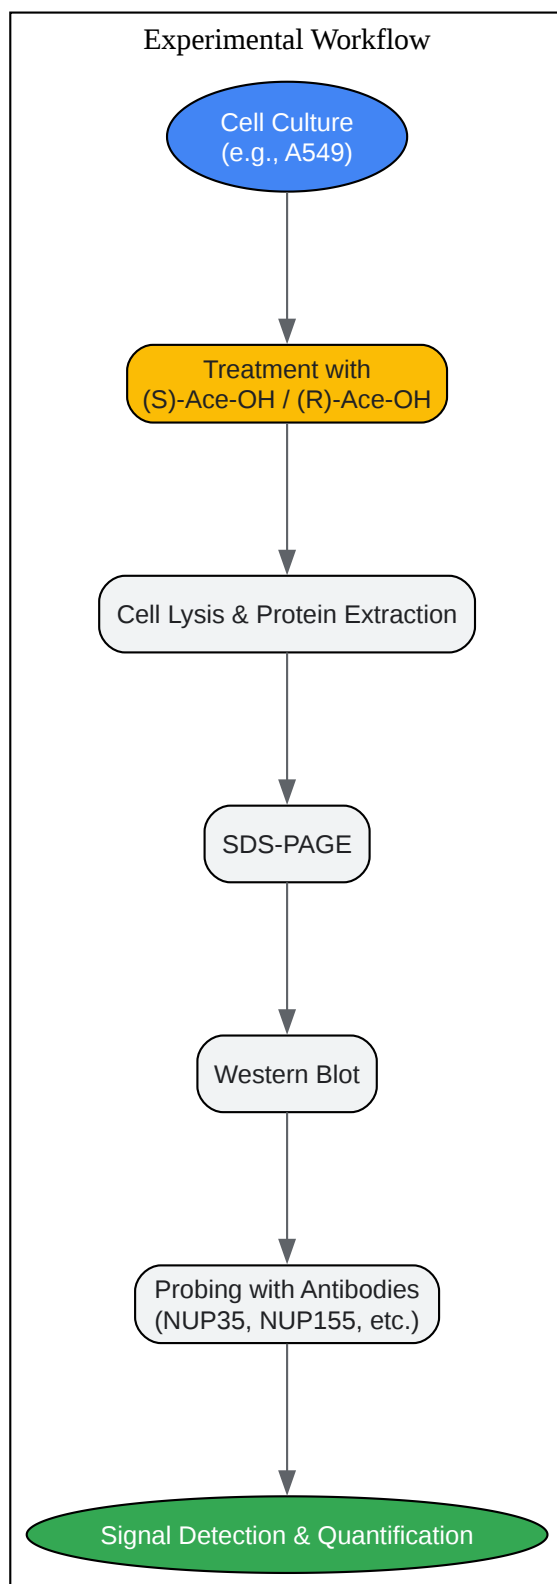 Experimental Workflow
Cell Culture
(e.g., A549)
Treatment with
(S)-Ace-OH / (R)-Ace-OH
Cell Lysis & Protein Extraction
SDS-PAGE
Western Blot
Probing with Antibodies
(NUP35, NUP155, etc.)
Signal Detection & Quantification